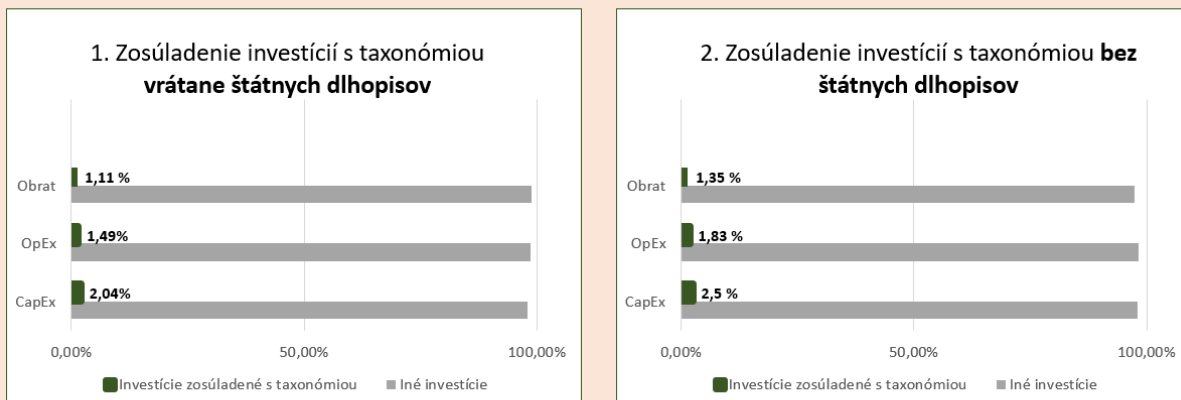 1. Zosúladenie investícií s taxonómiou
vrátane štátnych dlhopisov
Obrat
1,11 %
OpEx
1,49%
CapEx
2,04%
0,00%
50,00%
100,00%
Investície zosúladené s taxonómiou
Iné investície
2. Zosúladenie investícií s taxonómiou bez
štátnych dlhopisov
Obrat
1,35 %
OpEx
1,83 %
CapEx
2,5 %
0,00%
50,00%
100,00%
Investície zosúladené s taxonómiou
Iné investície